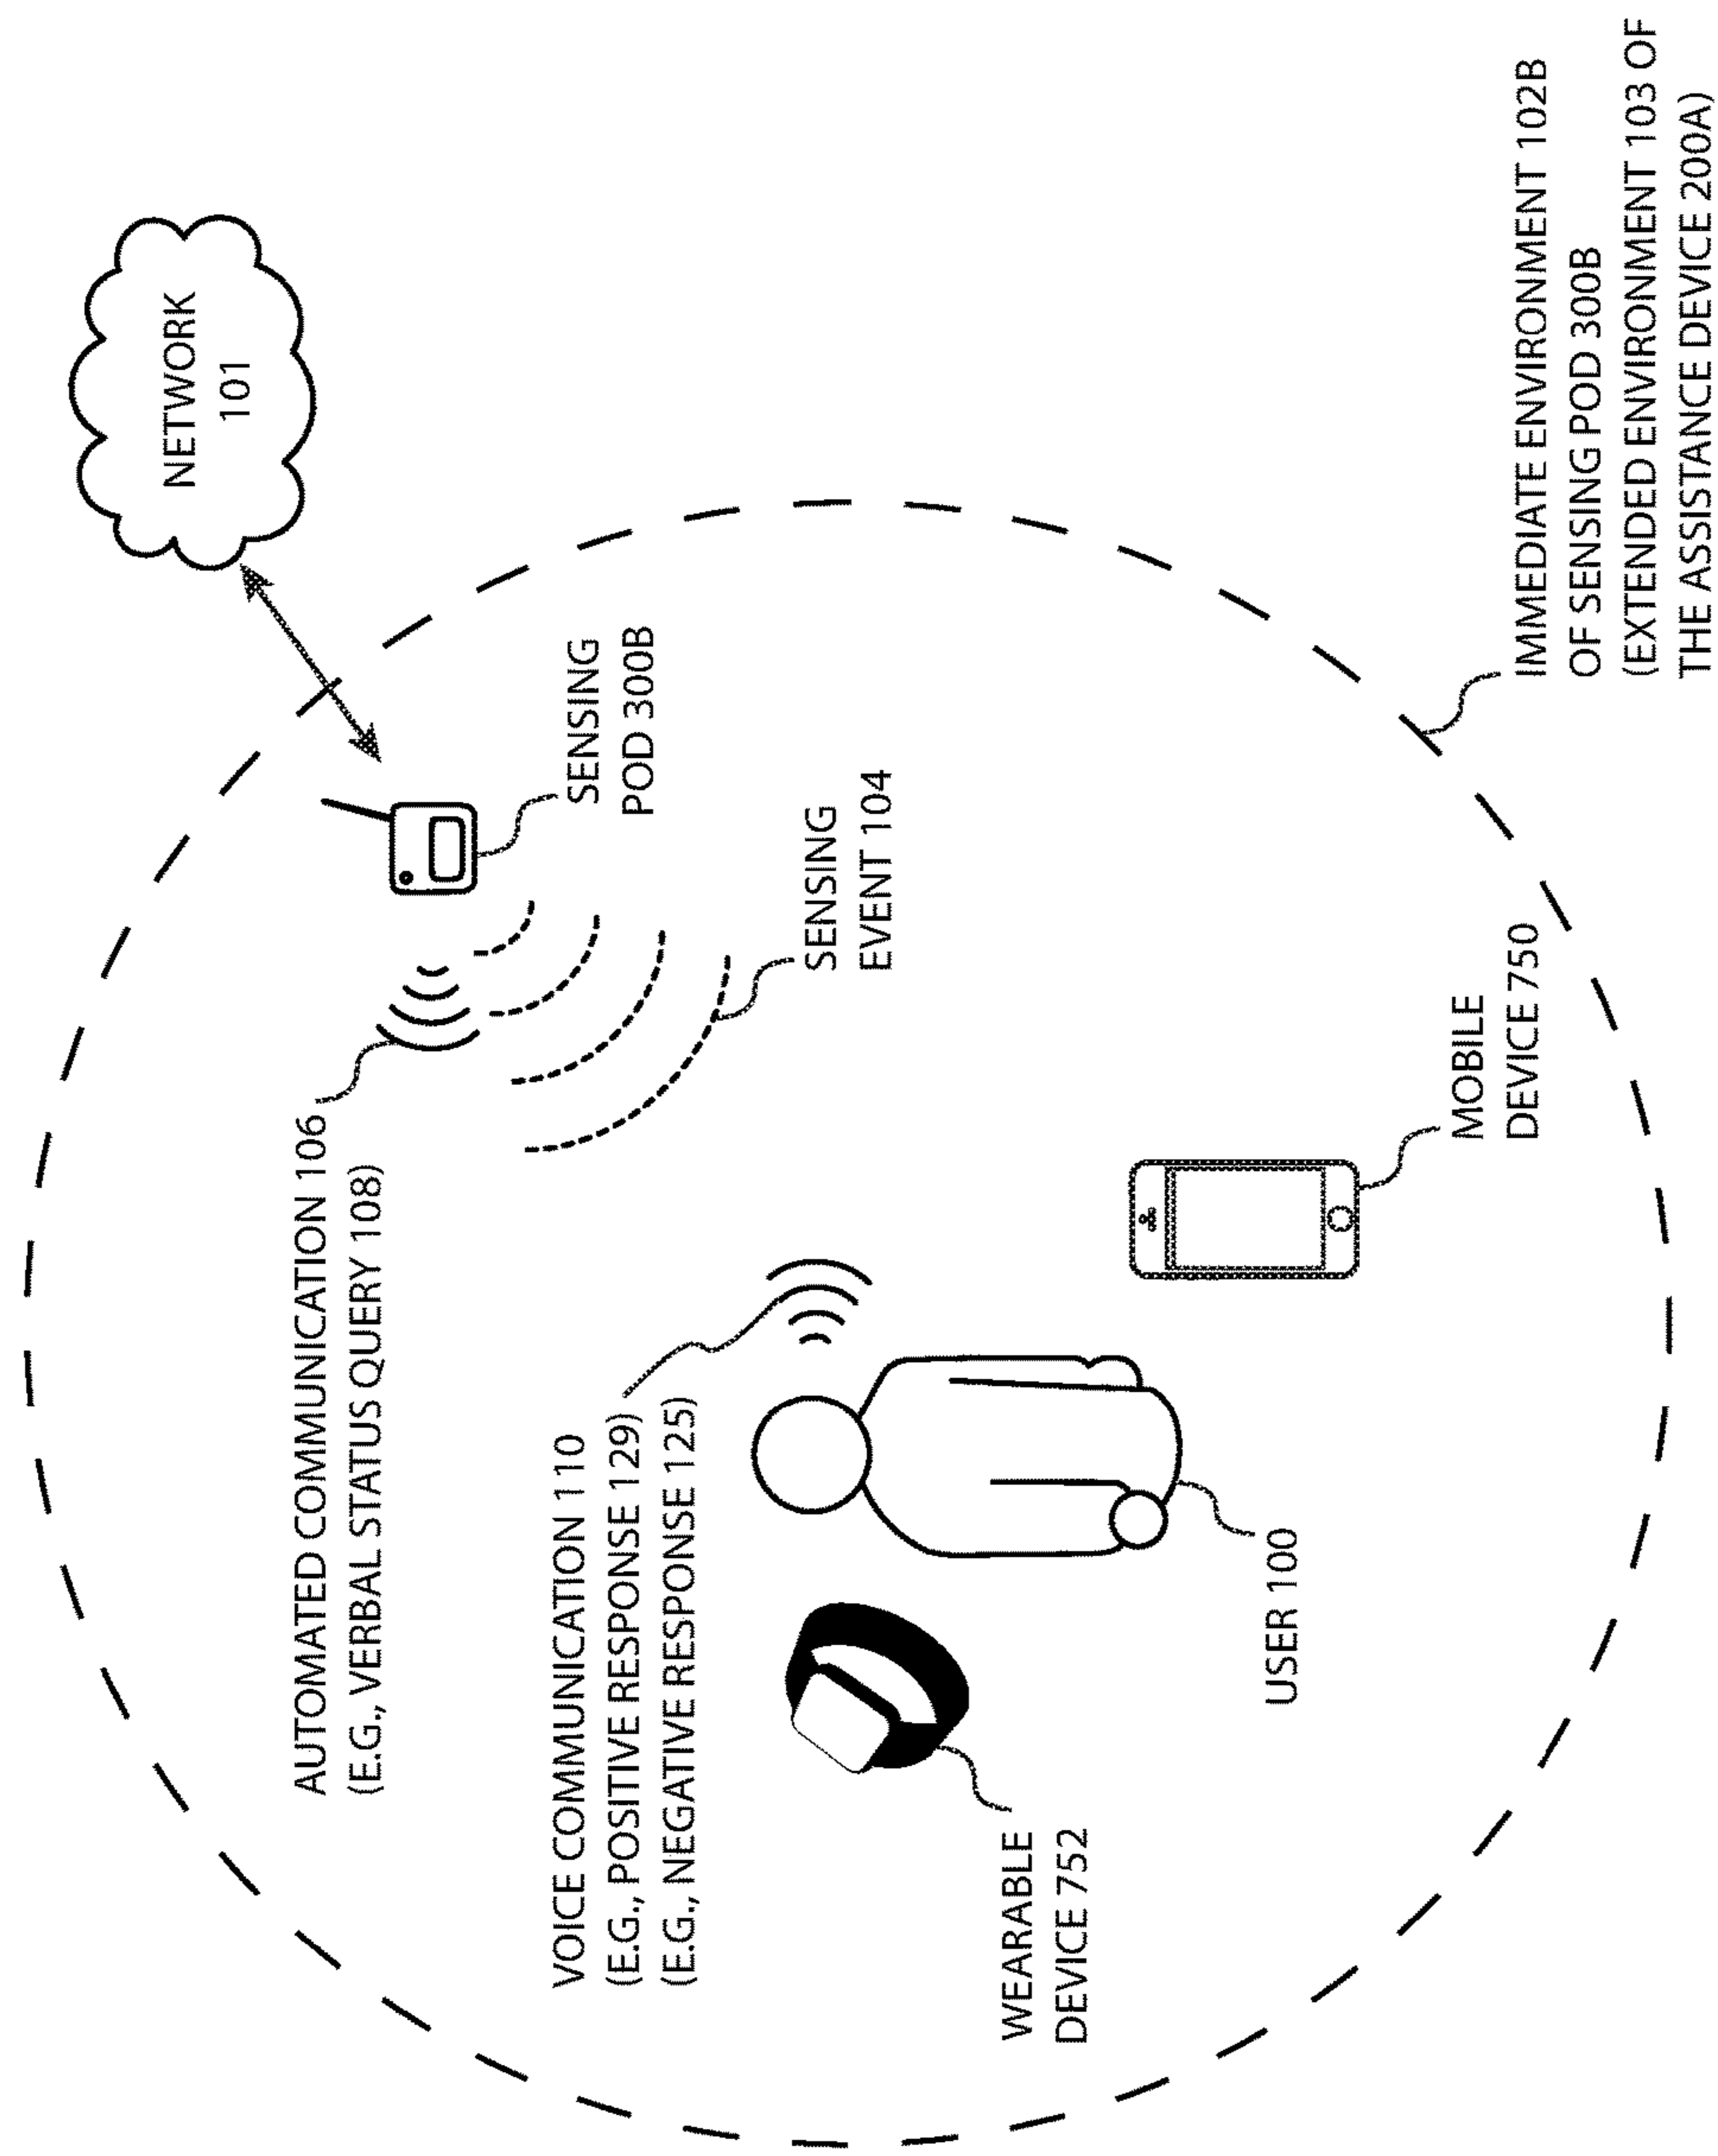 NETWORK
101
AUTOMATED COMMUNICATION 106
(E.G., VERBAL STATUS QUERY 108)
SENSING
POD 300B
VOICE COMMUNICATION 110
(E.G., POSITIVE RESPONSE 129)
(E.G., NEGATIVE RESPONSE 125)
SENSING
EVENT 104
WEARABLE
DEVICE 752
USER 100
MOBILE
DEVICE 750
IMMEDIATE ENVIRONMENT 102B
OF SENSING POD 300B
(EXTENDED ENVIRONMENT 103 OF
THE ASSISTANCE DEVICE 200A)